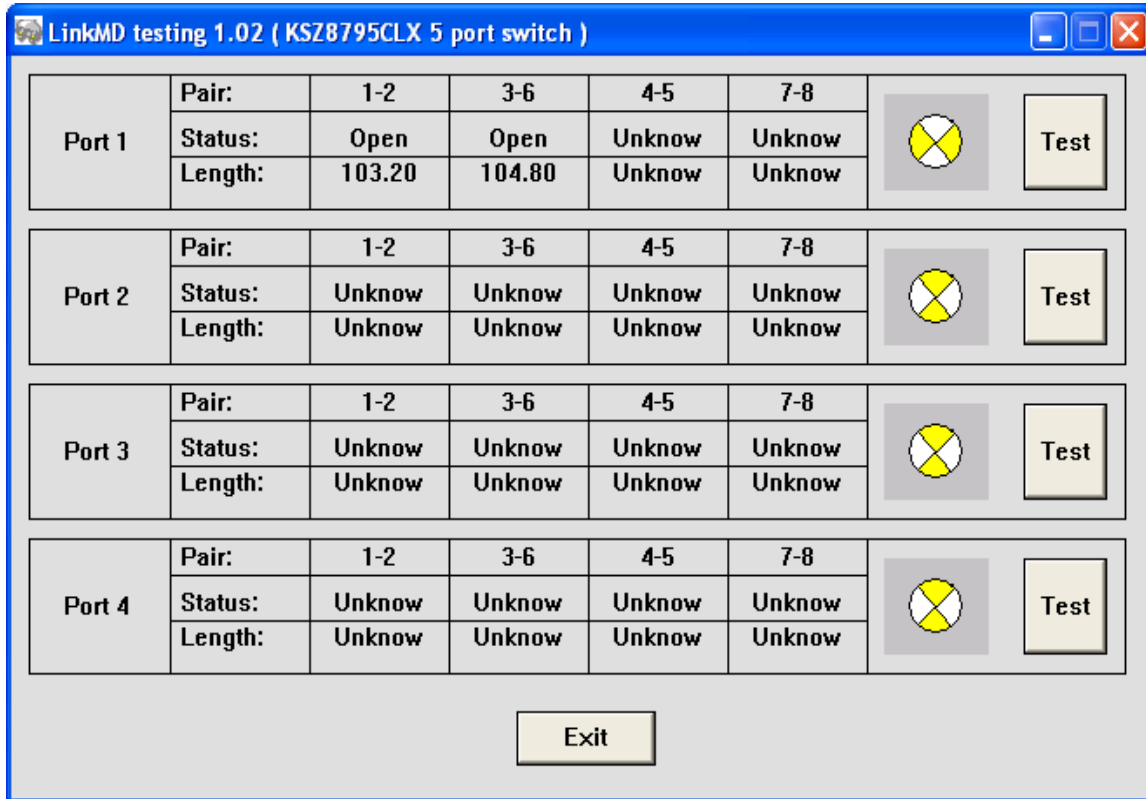 LinkMD testing 1.02 ( KSZ8795CLX 5 port switch )
Pair: 1-2 3-6 4-5 7-8
Port 1 Status: Open Open Unknow Unknow Test
Length: 103.20 104.80 Unknow Unknow
Pair: 1-2 3-6 4-5 7-8
Port 2 Status: Unknow Unknow Unknow Unknow Test
Length: Unknow Unknow Unknow Unknow
Pair: 1-2 3-6 4-5 7-8
Port 3 Status: Unknow Unknow Unknow Unknow Test
Length: Unknow Unknow Unknow Unknow
Pair: 1-2 3-6 4-5 7-8
Port 4 Status: Unknow Unknow Unknow Unknow Test
Length: Unknow Unknow Unknow Unknow
Exit